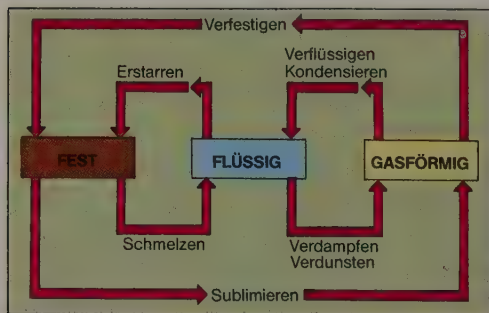 Verfestigen
Erstarren
Verflüssigen
Kondensieren
FEST
FLÜSSIG
GASFÖRMIG
Schmelzen
Verdampfen
Verdunsten
Sublimieren